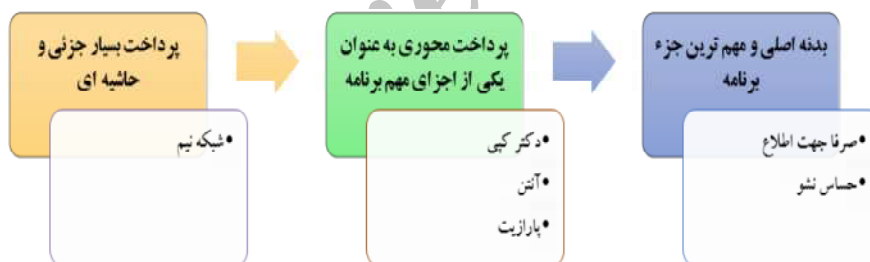 پرداخت بسیار جزئی و
حاشیه ای
•شبکه نیم
پرداخت محوری به عنوان
یکی از اجزای مهم برنامه
•دکتر کپی
•آنتن
•پارازیت
بدنه اصلی و مهم ترین جزء
برنامه
•صرفا جهت اطلاع
•حساس نشو